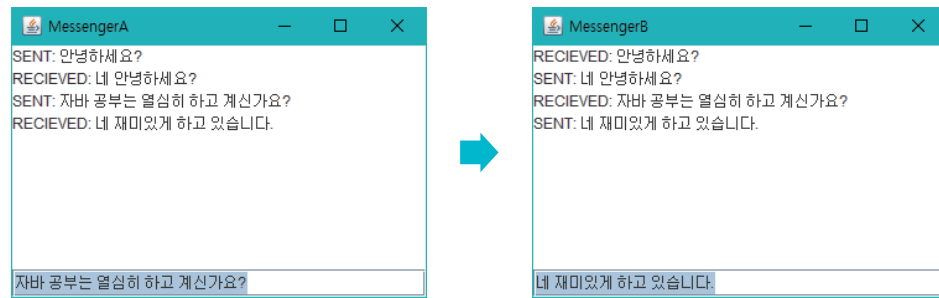 MessengerA
SENT: 안녕하세요?
RECIEVED: 네 안녕하세요?
SENT: 자바 공부는 열심히 하고 계신가요?
RECIEVED: 네 재미있게 하고 있습니다.
자바 공부는 열심히 하고 계신가요?
MessengerB
RECIEVED: 안녕하세요?
SENT: 네 안녕하세요?
RECIEVED: 자바 공부는 열심히 하고 계신가요?
SENT: 네 재미있게 하고 있습니다.
네 재미있게 하고 있습니다.